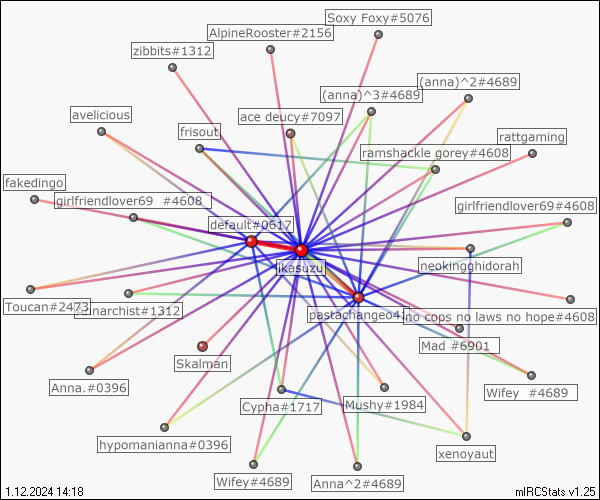 Soxy Foxy#5076
AlpineRooster#2156
zibbits#1312
(anna)^2#4689
(anna)^3#4689
avelicious
ace deucy#7097
frisout
rattgaming
ramshackle gorey#4608
fakedingo
girlfriendlover69 #4608
girlfriendlover69#4608
default#0617
ikasuzu
neokingghidorah
Toucan#2473
narchist#1312
pastachangeo41
no cops no laws no hope#4608
Mad #6901
Skalman
Anna.#0396
Wifey #4689
Cypha#1717
Mushy#1984
hypomanianna#0396
xenoyaut
Wifey#4689
Anna^2#4689
1.12.2024 14:18
mIRCStats v1.25